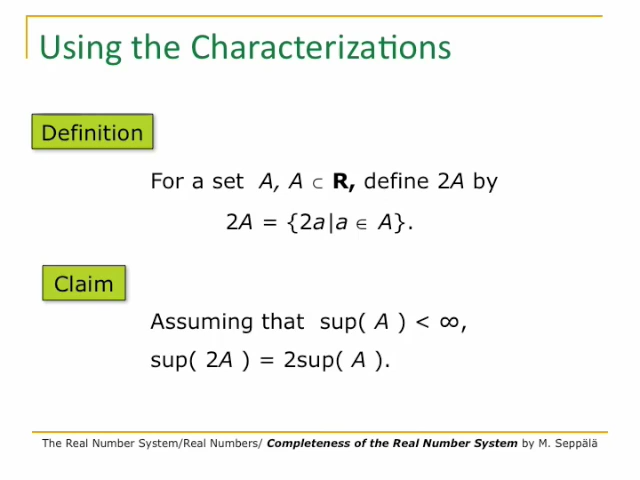 Using the Characterizations
Definition
For a set A, A ⊂ R, define 2A by
2A = {2a|a ∈ A}.
Claim
Assuming that sup( A ) < ∞,
sup( 2A ) = 2sup( A ).
The Real Number System/Real Numbers/ Completeness of the Real Number System by M. Seppälä